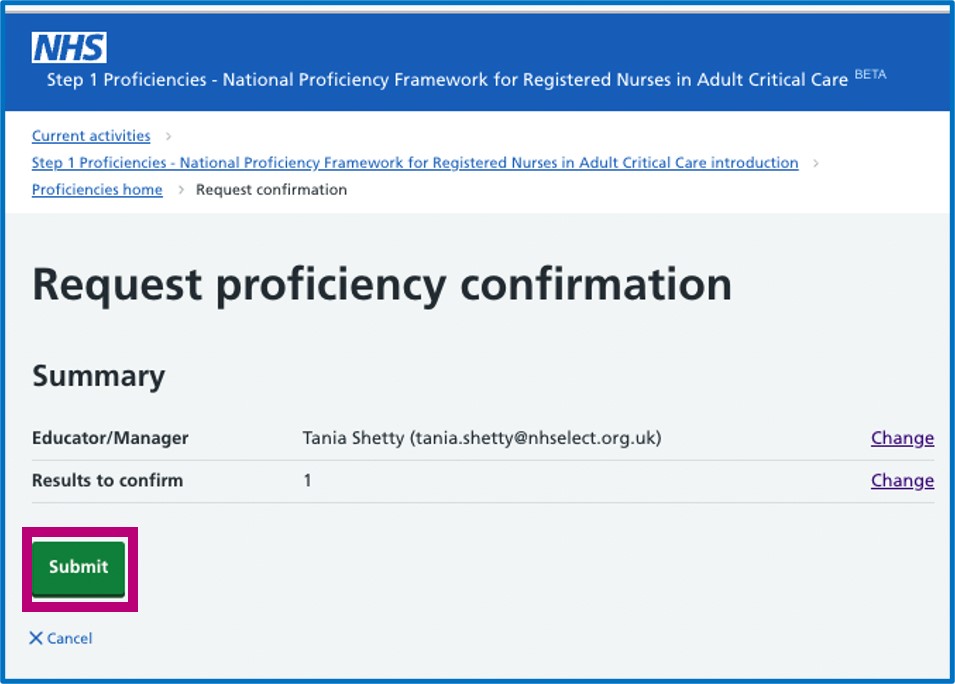 NHS
Step 1 Proficiencies - National Proficiency Framework for Registered Nurses in Adult Critical Care BETA
Current activities >
Step 1 Proficiencies - National Proficiency Framework for Registered Nurses in Adult Critical Care introduction >
Proficiencies home > Request confirmation
Request proficiency confirmation
Summary
Educator/Manager Tania Shetty (tania.shetty@nhselect.org.uk) Change
Results to confirm 1 Change
Submit
Cancel